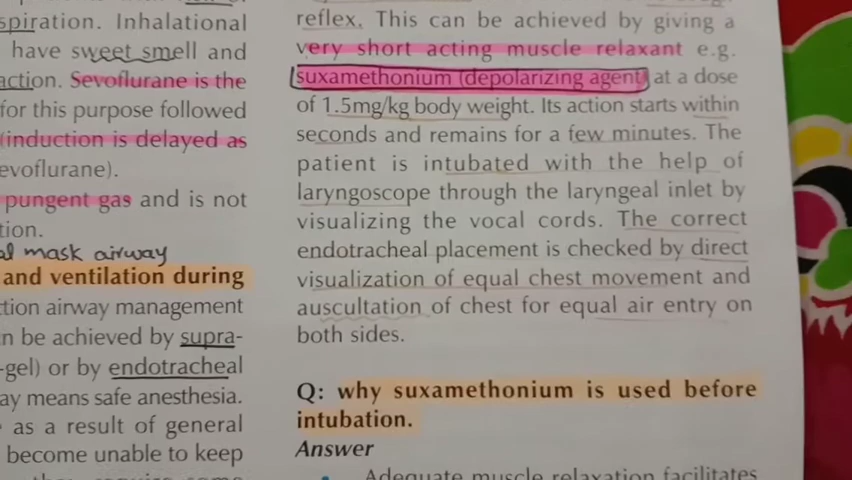 spiration. Inhalational
have sweet smell and
action. Sevoflurane is the
for this purpose followed
(induction is delayed as
evoflurane).
pungent gas and is not
tion.
mask airway
and ventilation during
ction airway management
n be achieved by supra-
-gel) or by endotracheal
ay means safe anesthesia.
as a result of general
become unable to keep
reflex. This can be achieved by giving a
very short acting muscle relaxant e.g.
suxamethonium (depolarizing agent) at a dose
of 1.5mg/kg body weight. Its action starts within
seconds and remains for a few minutes. The
patient is intubated with the help of
laryngoscope through the laryngeal inlet by
visualizing the vocal cords. The correct
endotracheal placement is checked by direct
visualization of equal chest movement and
auscultation of chest for equal air entry on
both sides.
Q: why suxamethonium is used before
intubation.
Answer
Adequate muscle relaxation facilitates